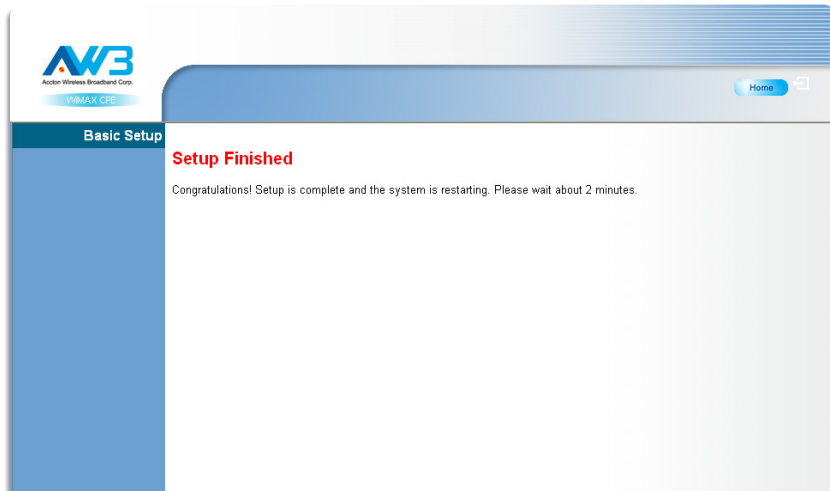 AWB
Accton Wireless Broadband Corp.
WIMAX CPE
Home
Basic Setup
Setup Finished
Congratulations! Setup is complete and the system is restarting. Please wait about 2 minutes.